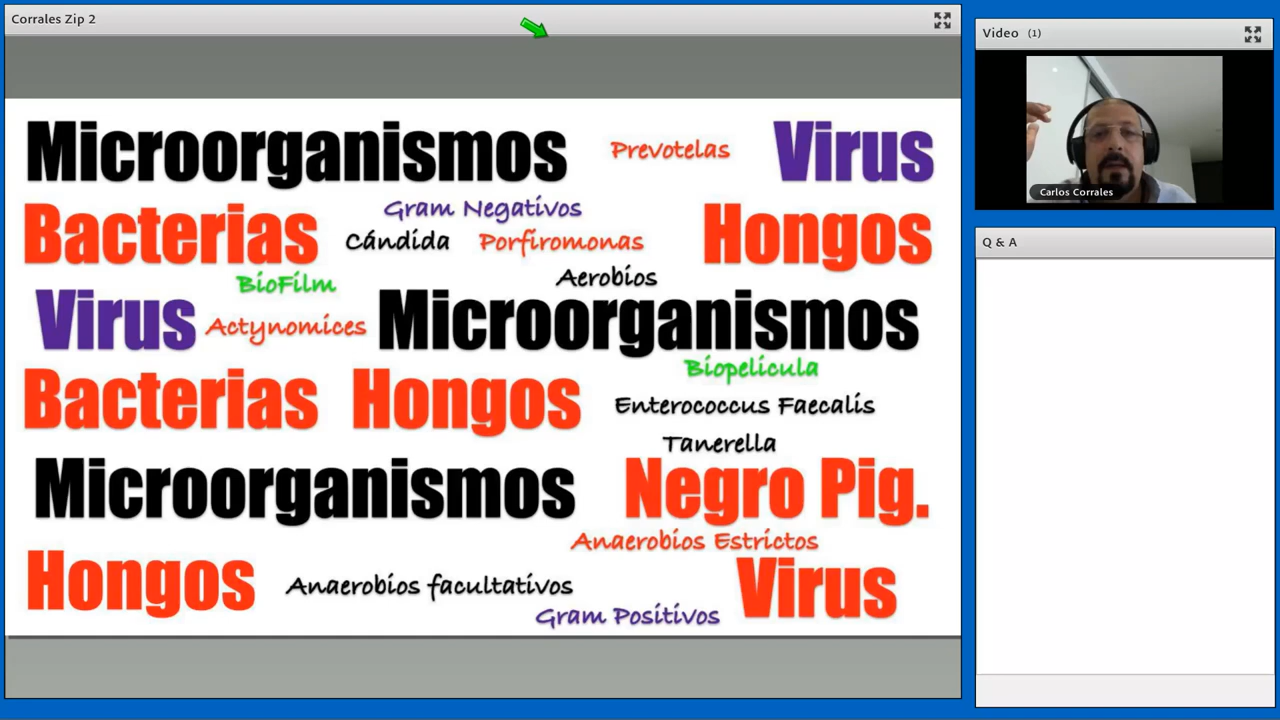 Corrales Zip 2
Video (1)
Carlos Corrales
Q & A
Microorganismos Prevotelas Virus
Gram Negativos
Bacterias Cándida Porfiromonas Hongos
BioFilm Aerobios
Virus Actynomices Microorganismos
Biopelicula
Bacterias Hongos Enterococcus Faecalis
Tanerella
Microorganismos Negro Pig.
Anaerobios Estrictos
Hongos Anaerobios facultativos Virus
Gram Positivos